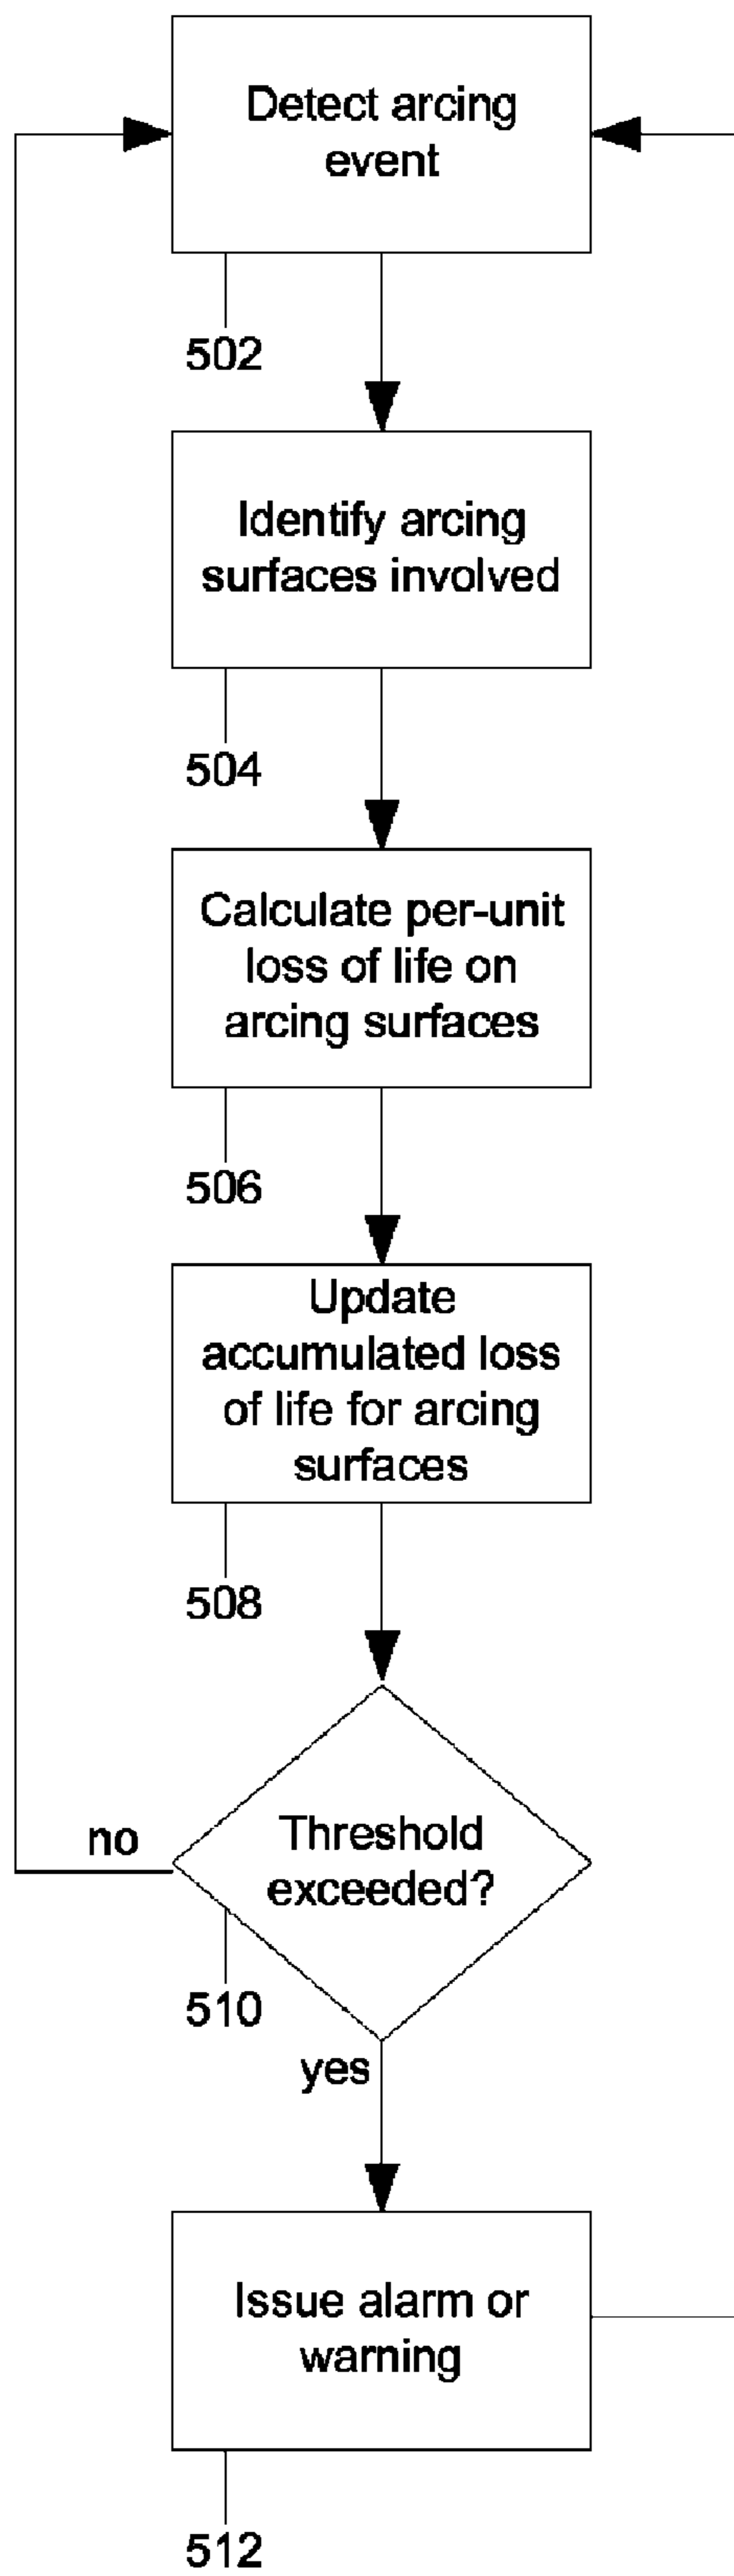 Detect arcing
event
502
Identify arcing
surfaces involved
504
Calculate per-unit
loss of life on
arcing surfaces
506
Update
accumulated loss
of life for arcing
surfaces
508
Threshold
exceeded?
no
510
yes
Issue alarm or
warning
512